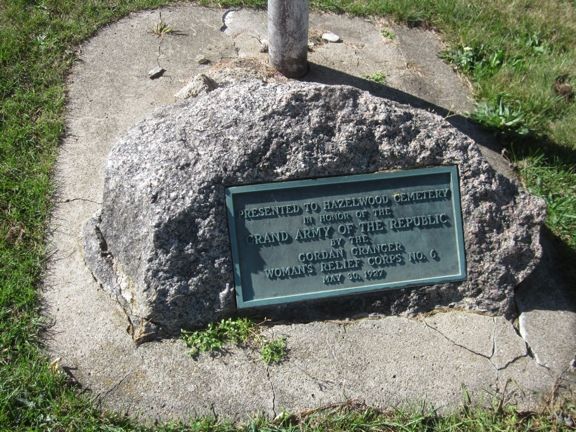 PRESENTED TO HAZELWOOD CEMETERY
IN HONOR OF THE
GRAND ARMY OF THE REPUBLIC
BY THE
GORDAN GRANGER
WOMAN'S RELIEF CORPS NO. 6
MAY 30, 1927